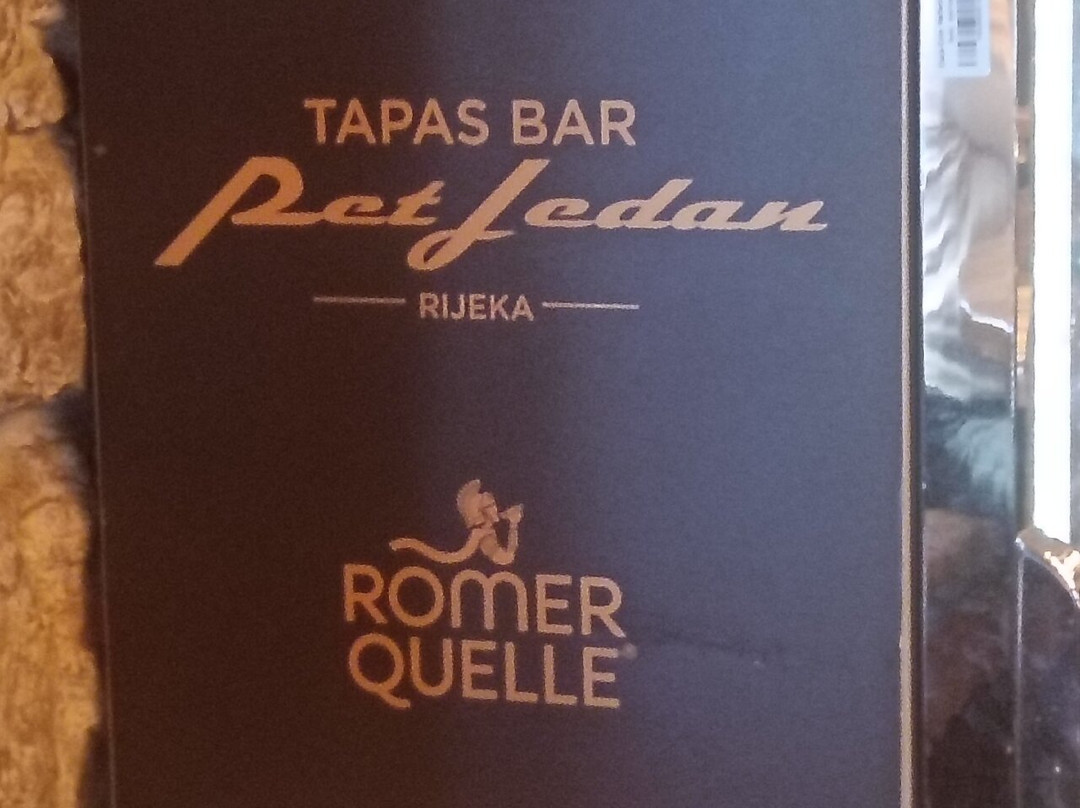 TAPAS BAR
Pet Jedan
RIJEKA
ROMER
QUELLE